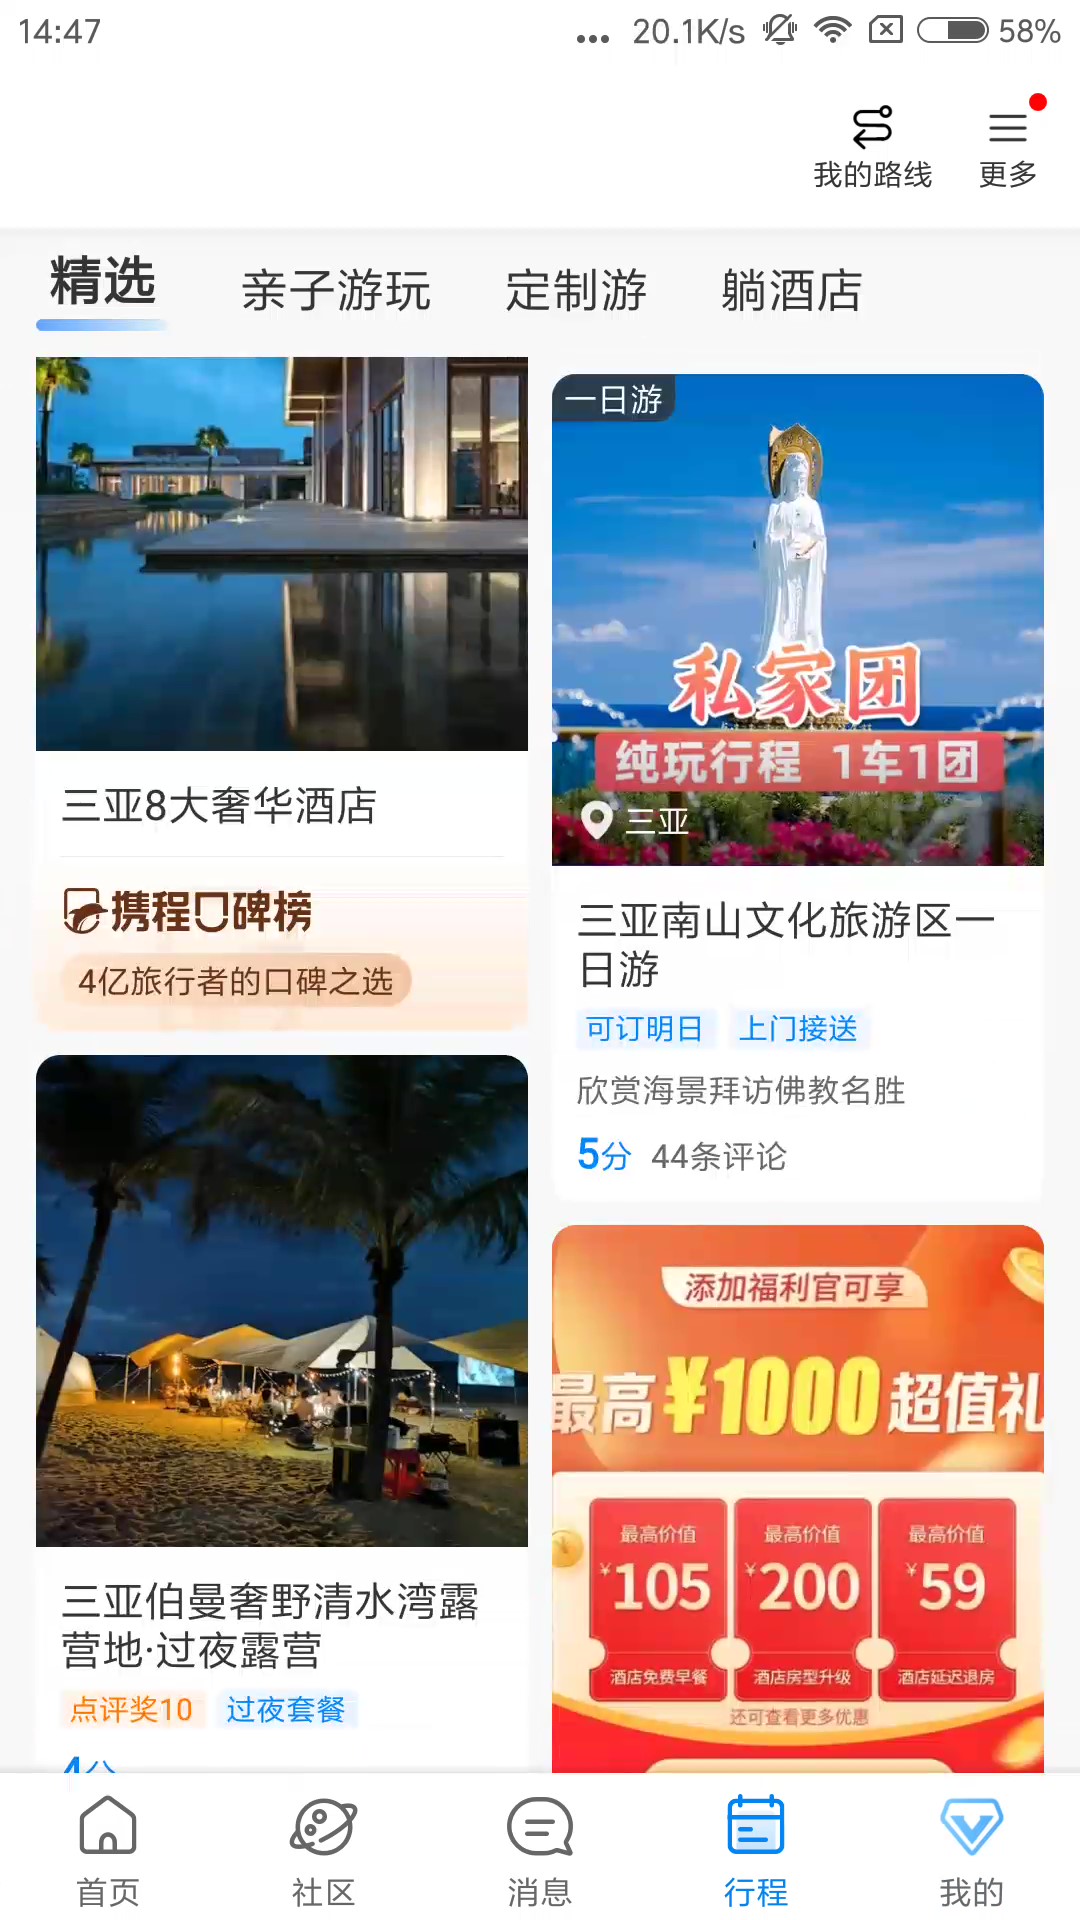 14:47
20.1K/s
58%
我的路线
更多
精选
亲子游玩
定制游
躺酒店
三亚8大奢华酒店
携程口碑榜
4亿旅行者的口碑之选
一日游
私家团
纯玩行程 1车1团
三亚
三亚南山文化旅游区一
日游
可订明日
上门接送
欣赏海景拜访佛教名胜
5分 44条评论
三亚伯曼奢野清水湾露
营地·过夜露营
点评奖10
过夜套餐
4分
添加福利官可享
最高¥1000超值礼
最高价值
¥105
酒店免费早餐
最高价值
¥200
酒店房型升级
最高价值
¥59
酒店延迟退房
还可查看更多优惠
首页
社区
消息
行程
我的